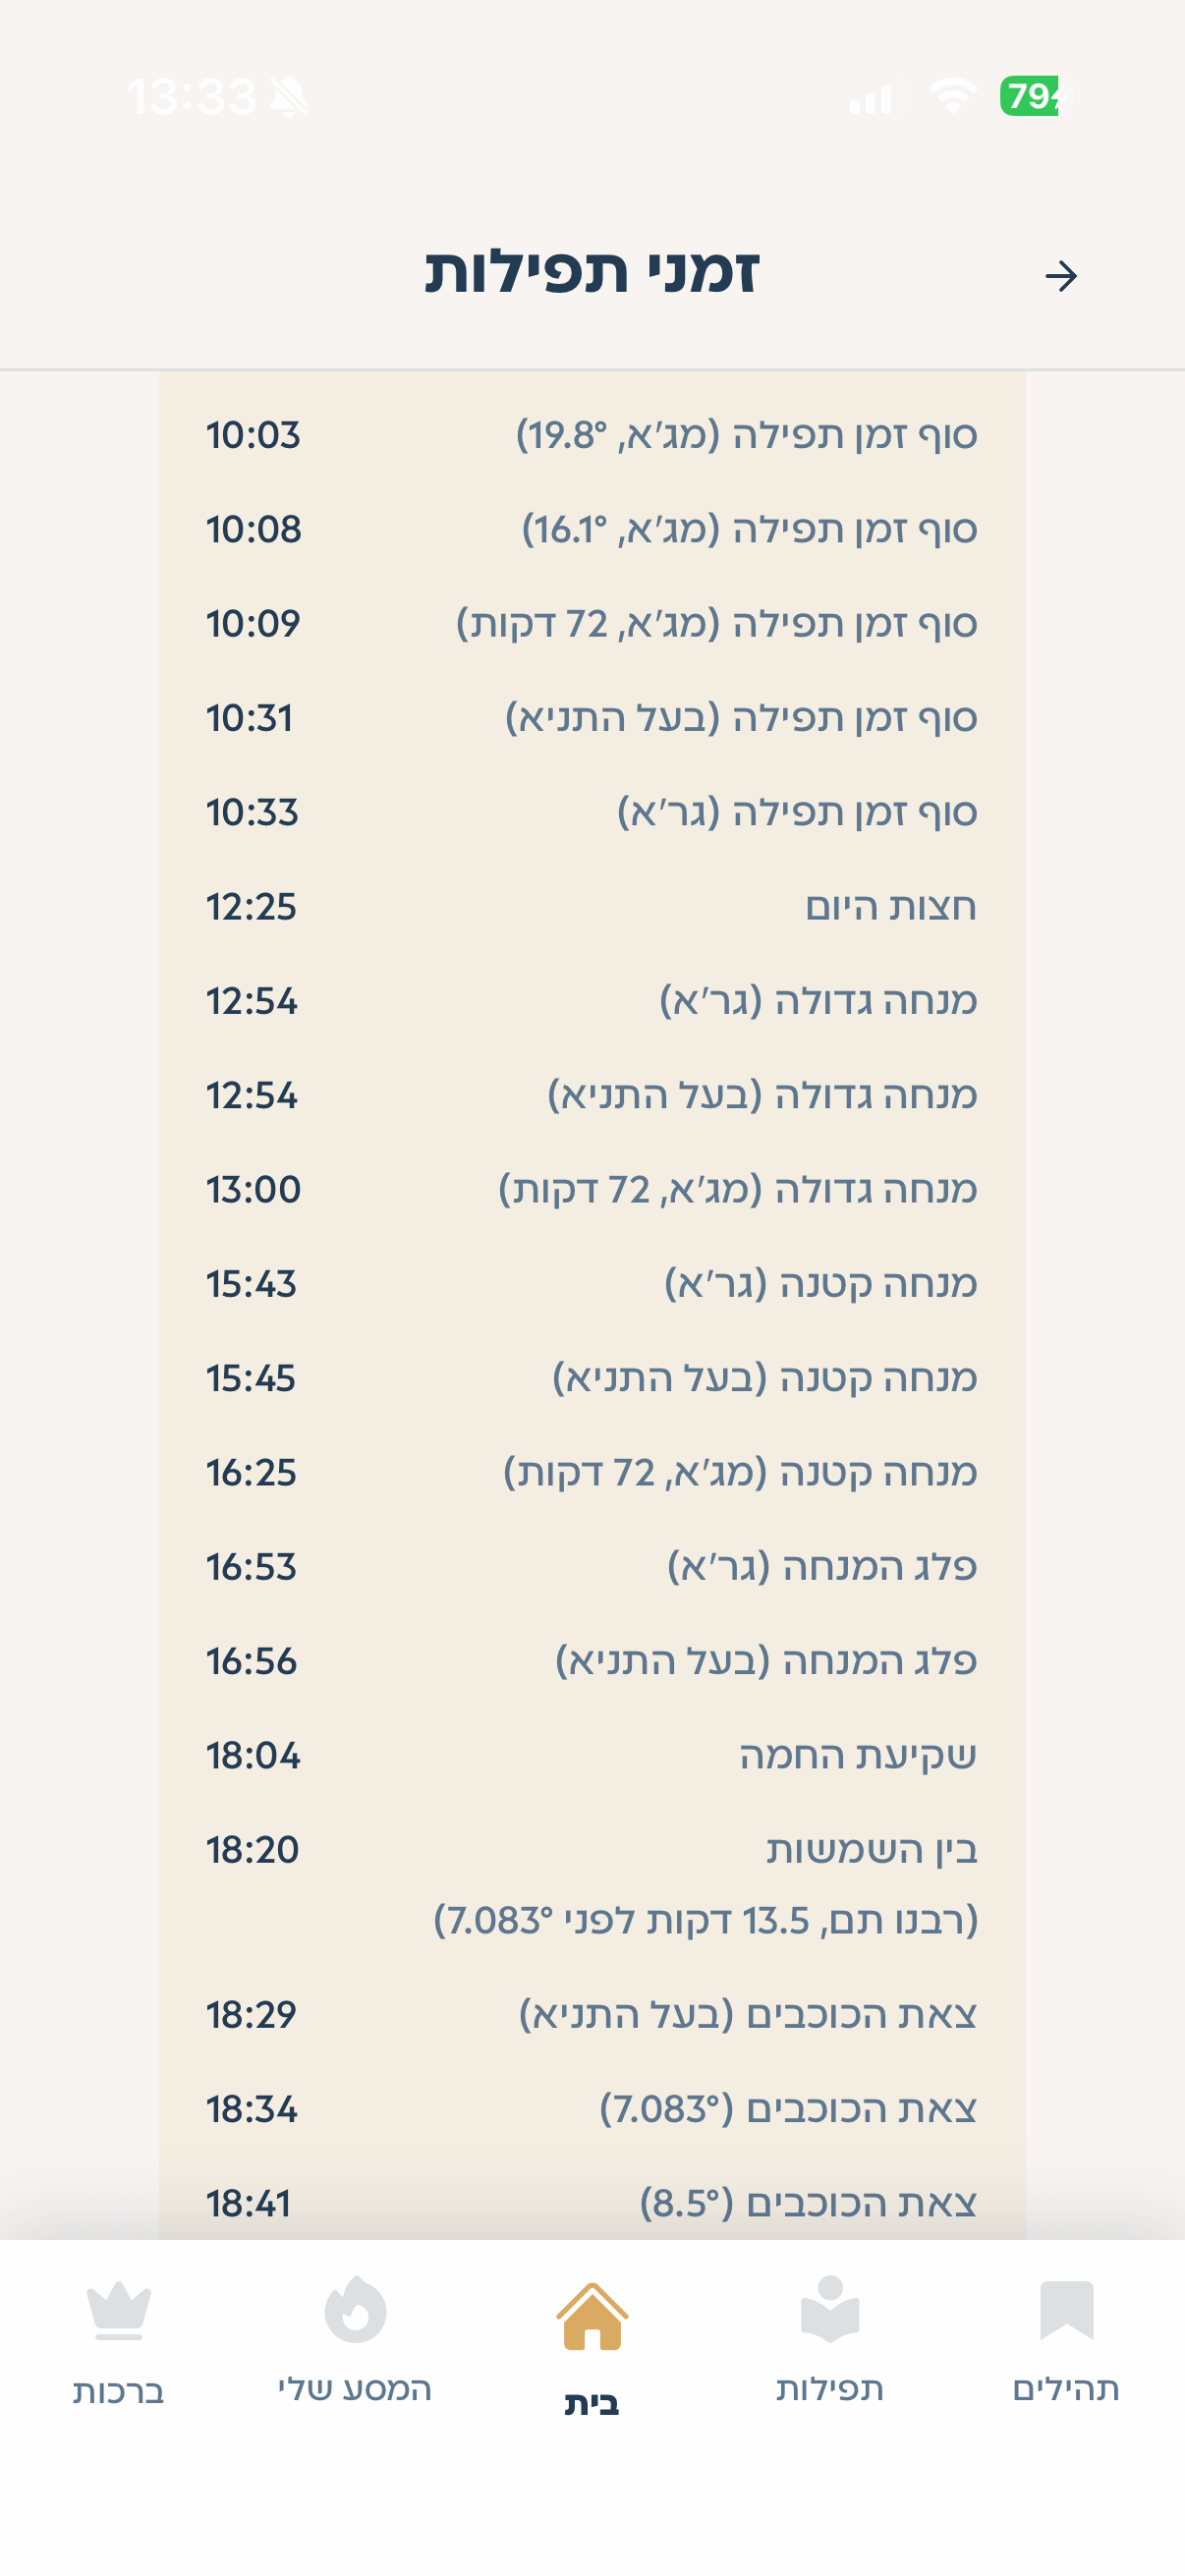 13:33
79
זמני תפילות
סוף זמן תפילה (מג׳א, 19.8°) 10:03
סוף זמן תפילה (מג׳א, 16.1°) 10:08
סוף זמן תפילה (מג׳א, 72 דקות) 10:09
סוף זמן תפילה (בעל התניא) 10:31
סוף זמן תפילה (גר׳א) 10:33
חצות היום 12:25
מנחה גדולה (גר׳א) 12:54
מנחה גדולה (בעל התניא) 12:54
מנחה גדולה (מג׳א, 72 דקות) 13:00
מנחה קטנה (גר׳א) 15:43
מנחה קטנה (בעל התניא) 15:45
מנחה קטנה (מג׳א, 72 דקות) 16:25
פלג המנחה (גר׳א) 16:53
פלג המנחה (בעל התניא) 16:56
שקיעת החמה 18:04
בין השמשות 18:20
(רבנו תם, 13.5 דקות לפני 7.083°)
צאת הכוכבים (בעל התניא) 18:29
צאת הכוכבים (7.083°) 18:34
צאת הכוכבים (8.5°) 18:41
תהילים
תפילות
בית
המסע שלי
ברכות